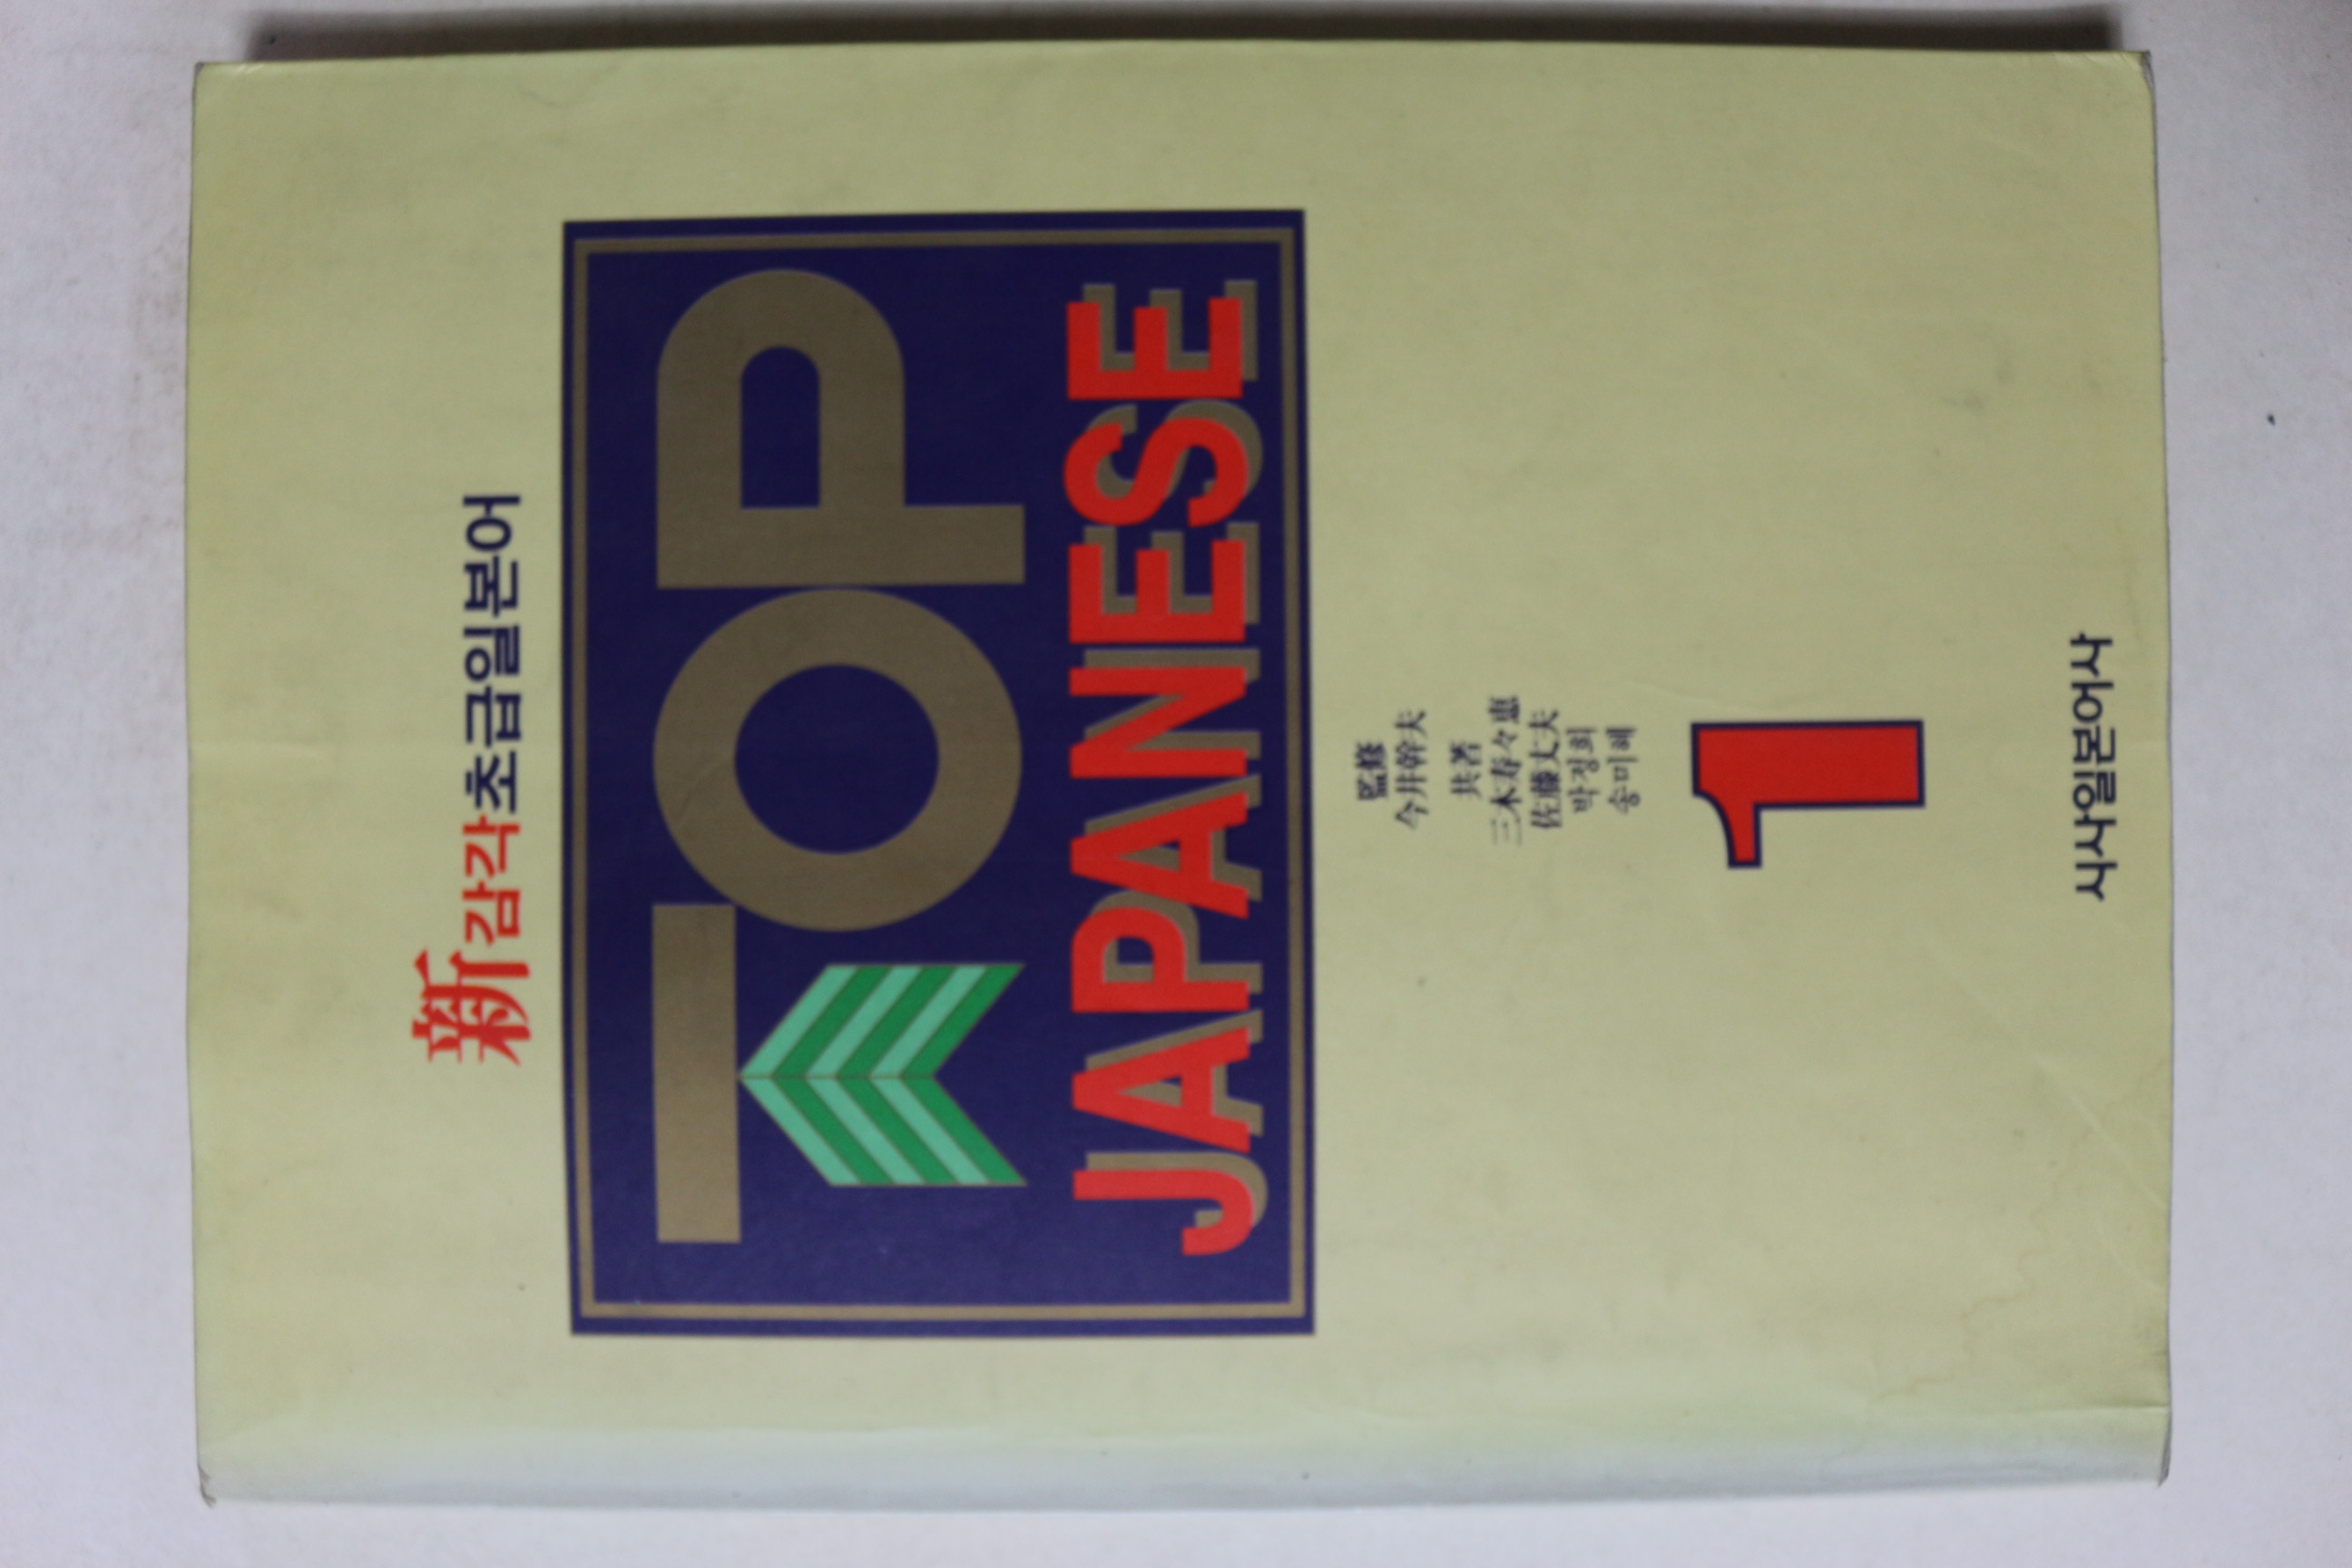 新감각초급일본어
TOP
JAPANESE
監修
今井幹夫
共著
三木寿々恵
佐藤丈夫
박정희
송미혜
1
시사일본어사